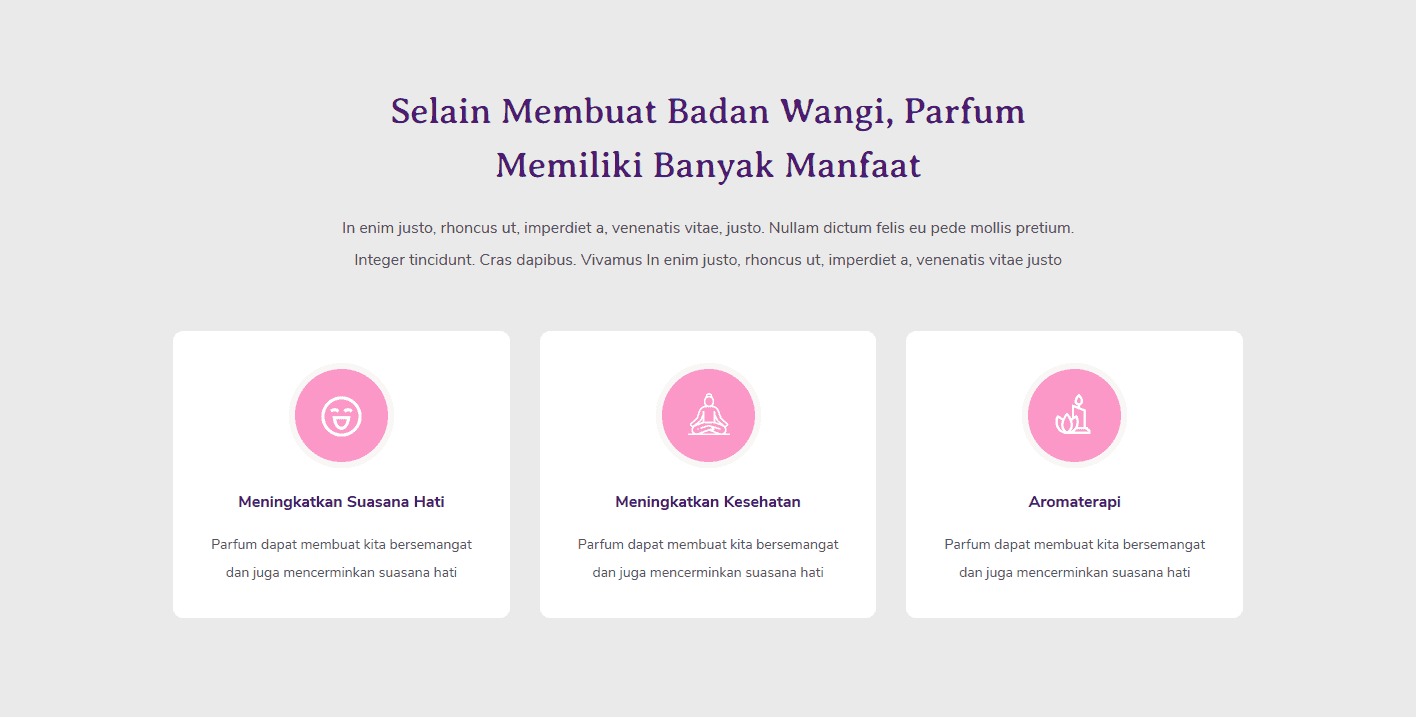 Selain Membuat Badan Wangi, Parfum
Memiliki Banyak Manfaat
In enim justo, rhoncus ut, imperdiet a, venenatis vitae, justo. Nullam dictum felis eu pede mollis pretium.
Integer tincidunt. Cras dapibus. Vivamus In enim justo, rhoncus ut, imperdiet a, venenatis vitae justo
Meningkatkan Suasana Hati
Parfum dapat membuat kita bersemangat
dan juga mencerminkan suasana hati
Meningkatkan Kesehatan
Parfum dapat membuat kita bersemangat
dan juga mencerminkan suasana hati
Aromaterapi
Parfum dapat membuat kita bersemangat
dan juga mencerminkan suasana hati